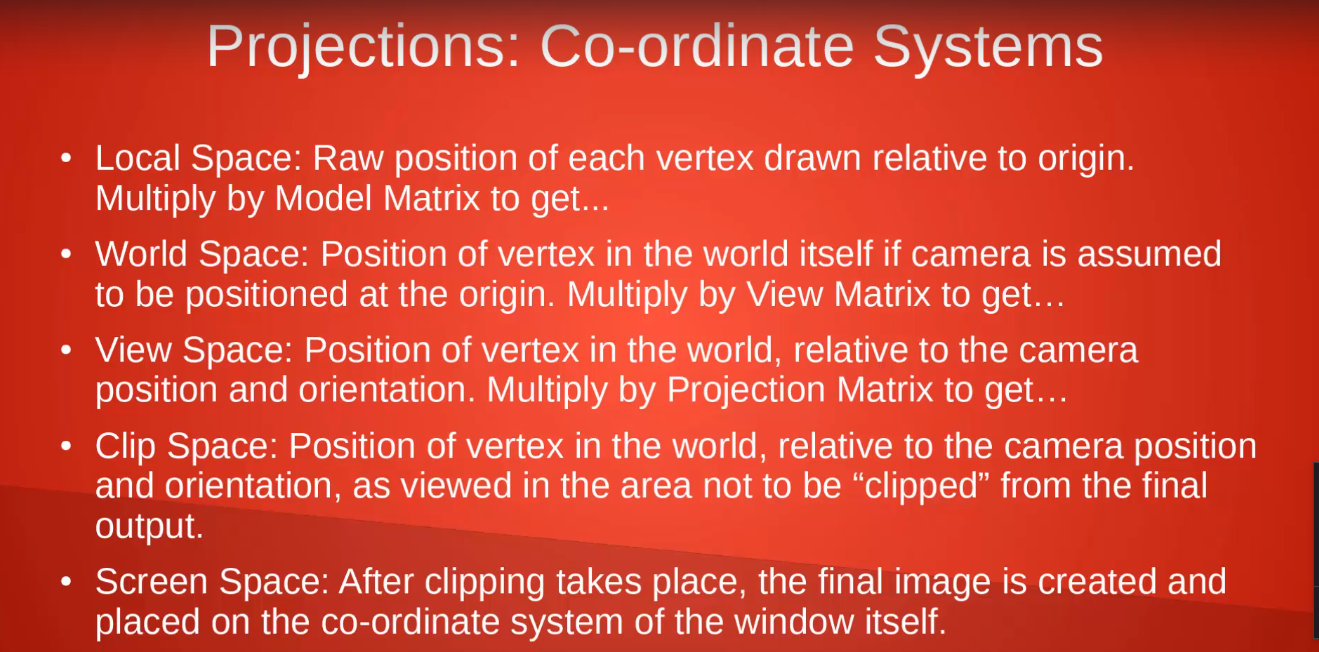 Projections: Co-ordinate Systems
• Local Space: Raw position of each vertex drawn relative to origin.
Multiply by Model Matrix to get...
• World Space: Position of vertex in the world itself if camera is assumed
to be positioned at the origin. Multiply by View Matrix to get…
• View Space: Position of vertex in the world, relative to the camera
position and orientation. Multiply by Projection Matrix to get…
• Clip Space: Position of vertex in the world, relative to the camera position
and orientation, as viewed in the area not to be “clipped” from the final
output.
• Screen Space: After clipping takes place, the final image is created and
placed on the co-ordinate system of the window itself.